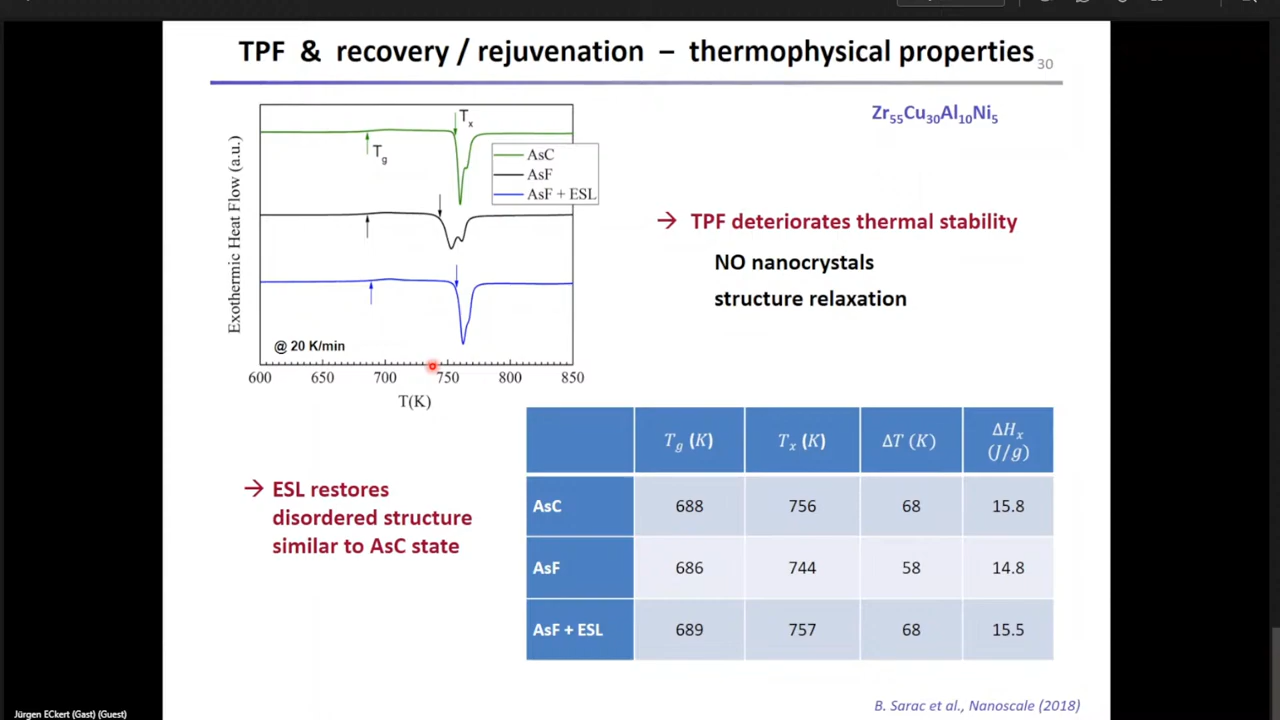 TPF & recovery / rejuvenation – thermophysical properties
30
Zr55Cu30Al10Ni5
Exothermic Heat Flow (a.u.)
Tg
Tx
AsC
AsF
AsF + ESL
@ 20 K/min
600 650 700 750 800 850
T(K)
→ TPF deteriorates thermal stability
NO nanocrystals
structure relaxation
→ ESL restores
disordered structure
similar to AsC state
Tg (K) Tx (K) ΔT (K) ΔHx (J/g)
AsC 688 756 68 15.8
AsF 686 744 58 14.8
AsF + ESL 689 757 68 15.5
B. Sarac et al., Nanoscale (2018)
Jürgen ECkert (Gast) (Guest)